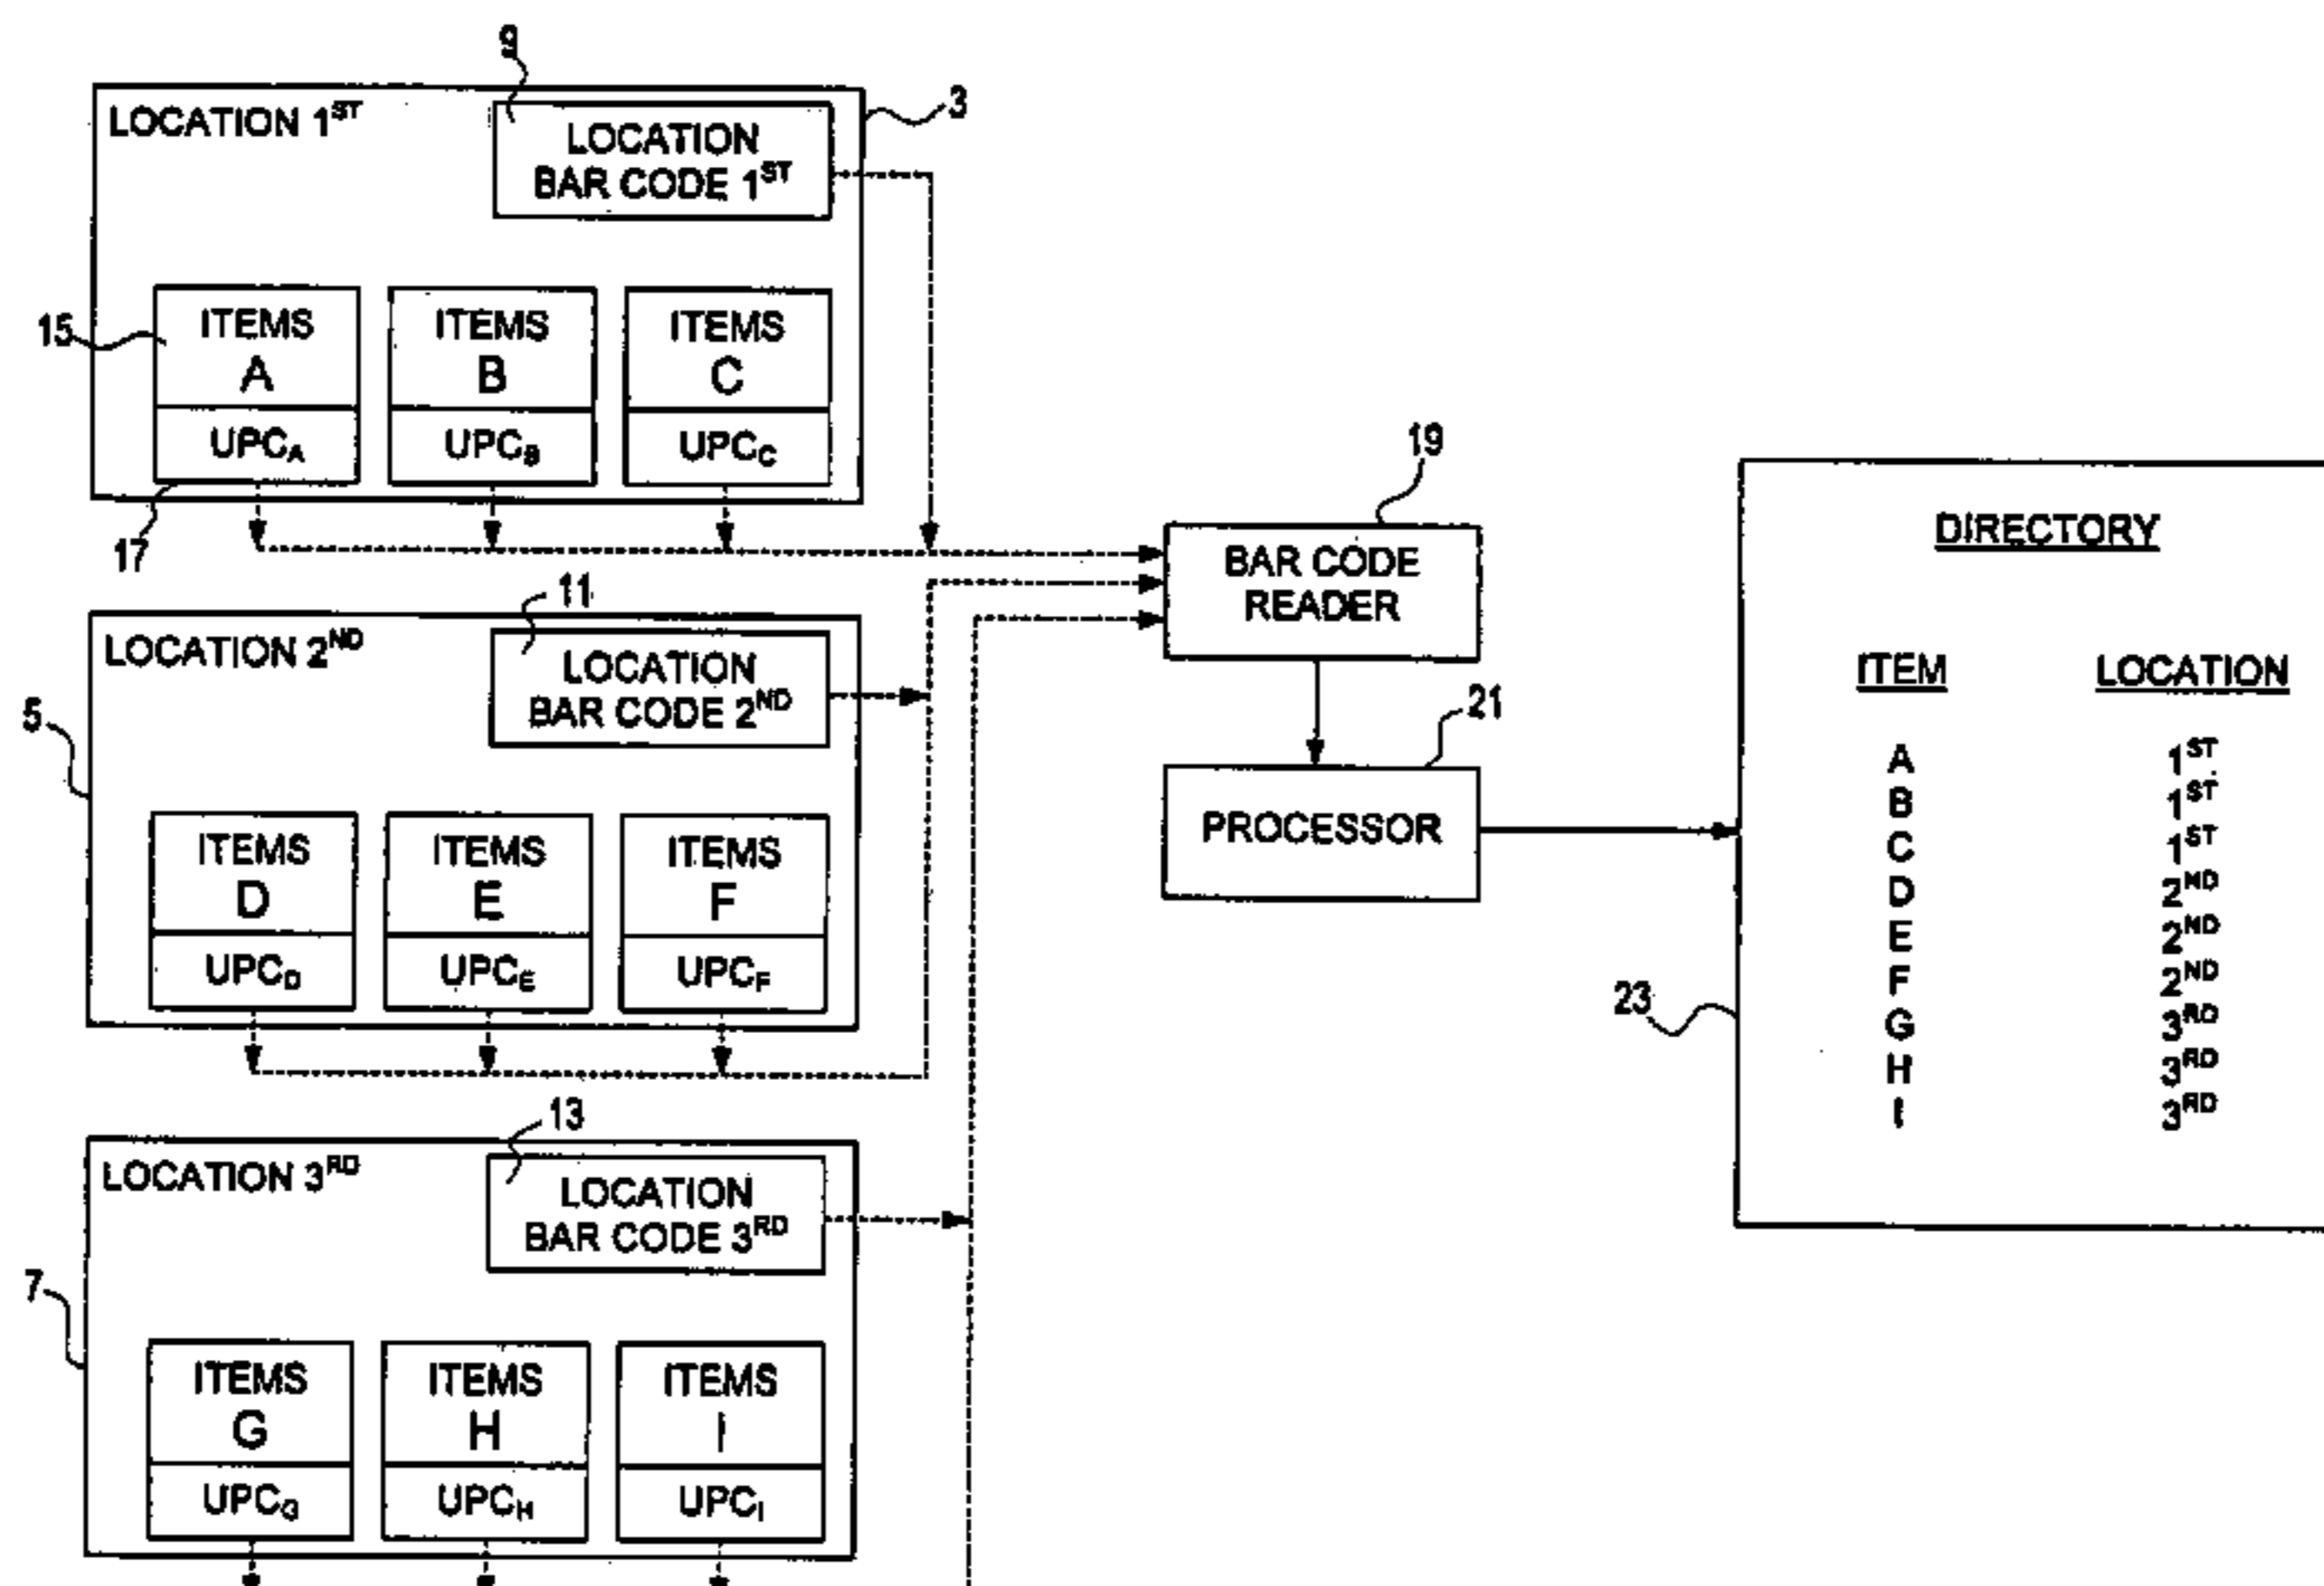 9
3
LOCATION 1ST
LOCATION
BAR CODE 1ST
15
ITEMS
A
UPCA
ITEMS
B
UPCB
ITEMS
C
UPCC
17
11
LOCATION 2ND
LOCATION
BAR CODE 2ND
5
ITEMS
D
UPCD
ITEMS
E
UPCE
ITEMS
F
UPCF
13
LOCATION 3RD
LOCATION
BAR CODE 3RD
7
ITEMS
G
UPCG
ITEMS
H
UPCH
ITEMS
I
UPCI
19
BAR CODE
READER
21
PROCESSOR
23
DIRECTORY
ITEM LOCATION
A 1ST
B 1ST
C 1ST
D 2ND
E 2ND
F 2ND
G 3RD
H 3RD
I 3RD